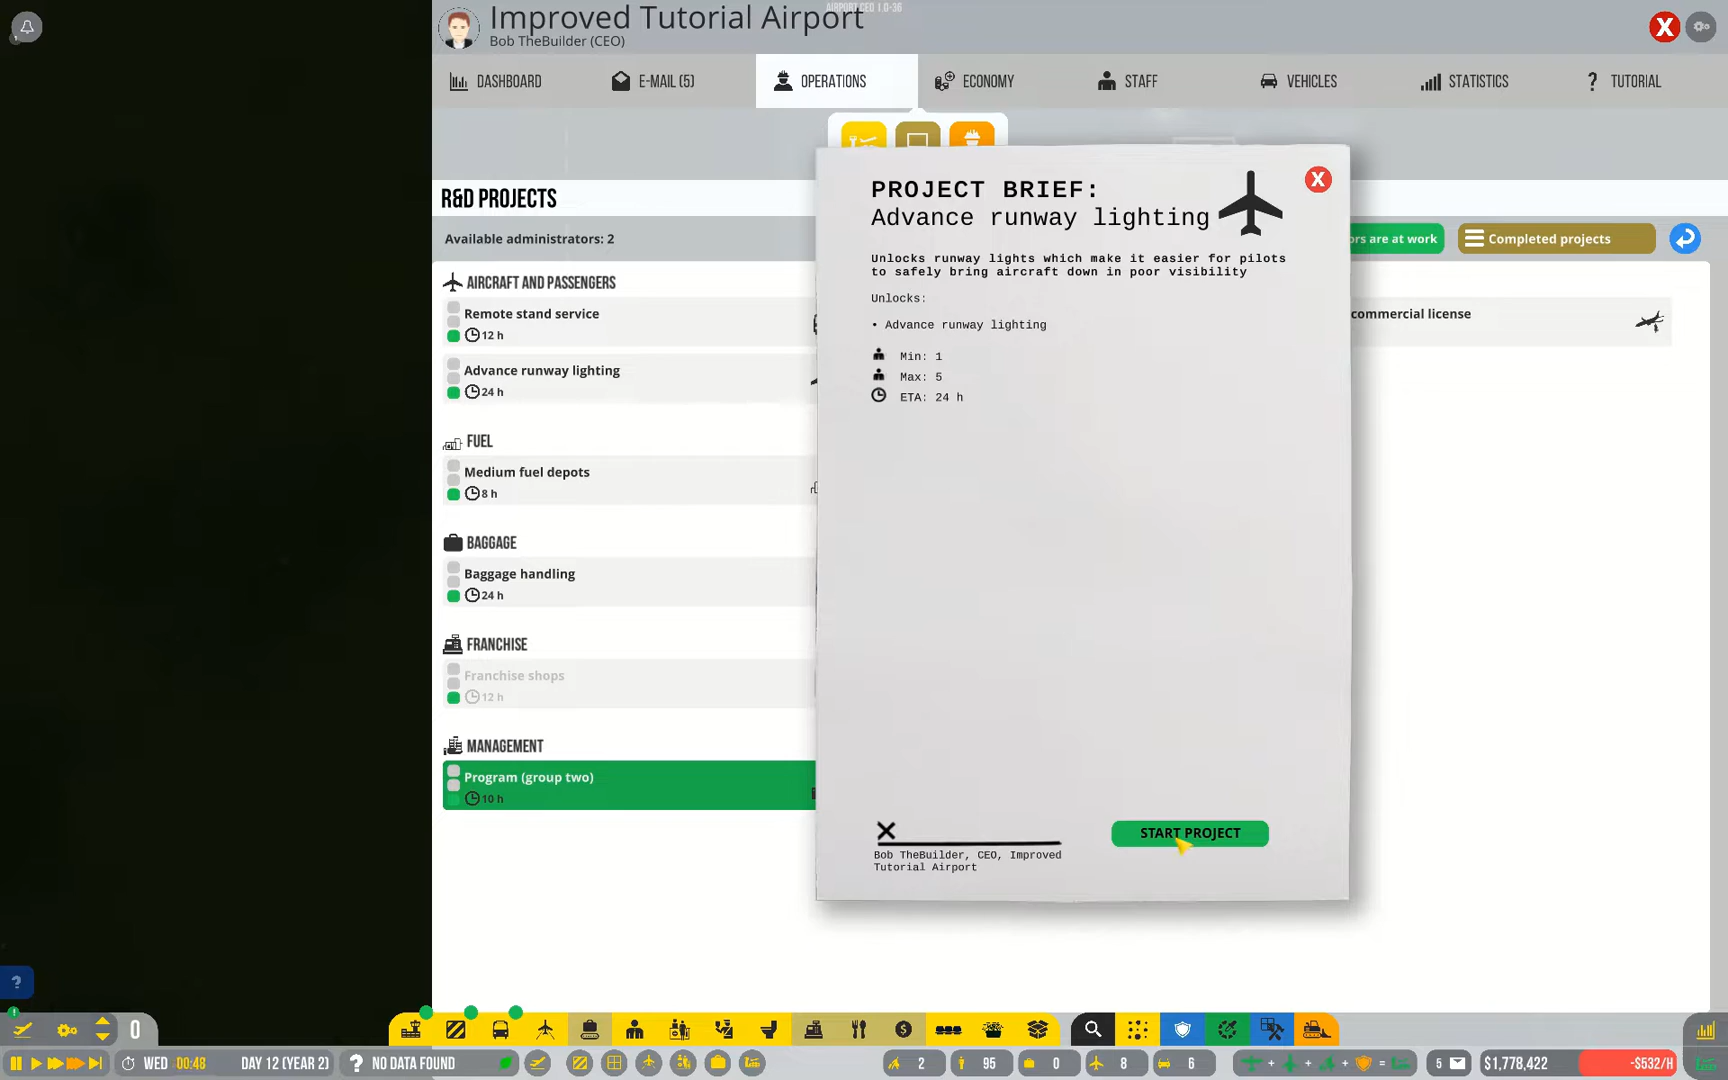 AIRPORT CEO 1.0-36
Improved Tutorial Airport
Bob TheBuilder (CEO)
X
DASHBOARD
E-MAIL (5)
OPERATIONS
ECONOMY
STAFF
VEHICLES
STATISTICS
? TUTORIAL
R&D PROJECTS
Available administrators: 2
ors are at work
Completed projects
AIRCRAFT AND PASSENGERS
Remote stand service
12 h
Advance runway lighting
24 h
FUEL
Medium fuel depots
8 h
BAGGAGE
Baggage handling
24 h
FRANCHISE
Franchise shops
12 h
MANAGEMENT
Program (group two)
10 h
commercial license
PROJECT BRIEF:
Advance runway lighting
X
Unlocks runway lights which make it easier for pilots
to safely bring aircraft down in poor visibility
Unlocks:
• Advance runway lighting
Min: 1
Max: 5
ETA: 24 h
START PROJECT
Bob TheBuilder, CEO, Improved
Tutorial Airport
?
0
WED 00:48
DAY 12 (YEAR 2)
? NO DATA FOUND
2
95
0
8
6
5
$1,778,422
-$532/H